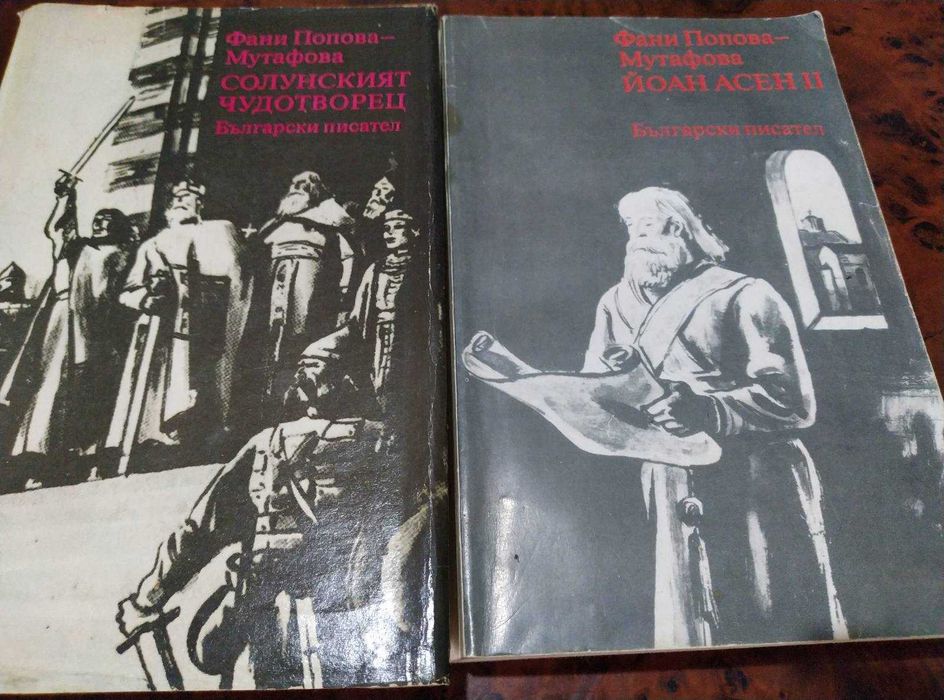 Фани Попова–
Мутафова
СОЛУНСКИЯТ
ЧУДОТВОРЕЦ
Български писател
Фани Попова–
Мутафова
ЙОАН АСЕН II
Български писател